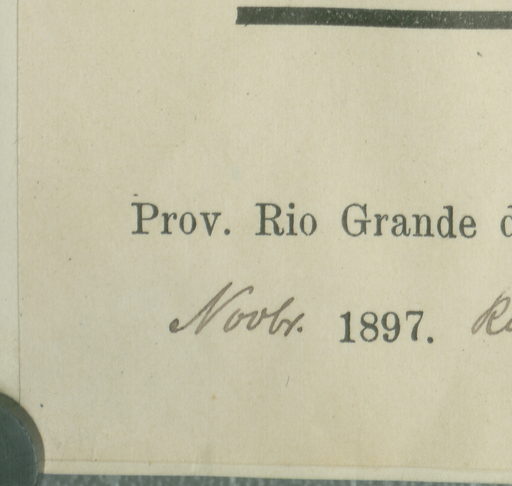 Prov. Rio Grande d
Novbr. 1897.